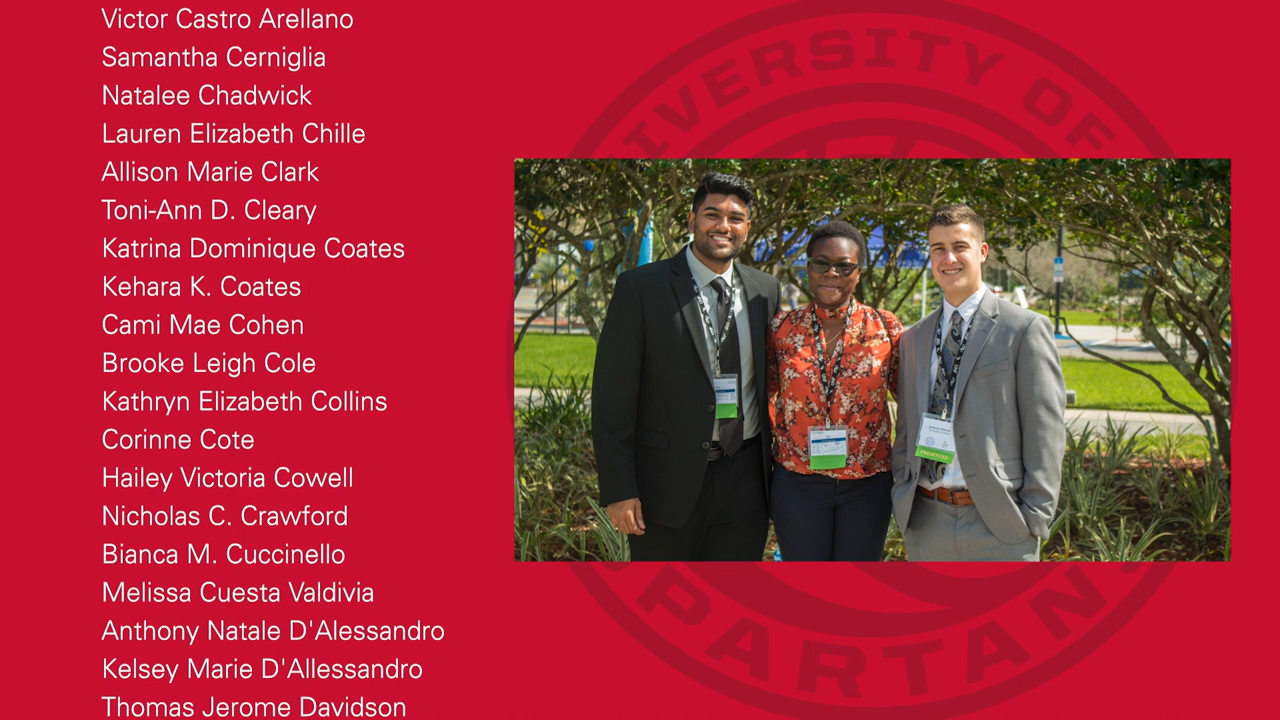 Victor Castro Arellano
Samantha Cerniglia
Natalee Chadwick
Lauren Elizabeth Chille
Allison Marie Clark
Toni-Ann D. Cleary
Katrina Dominique Coates
Kehara K. Coates
Cami Mae Cohen
Brooke Leigh Cole
Kathryn Elizabeth Collins
Corinne Cote
Hailey Victoria Cowell
Nicholas C. Crawford
Bianca M. Cuccinello
Melissa Cuesta Valdivia
Anthony Natale D'Alessandro
Kelsey Marie D'Allessandro
Thomas Jerome Davidson
IVERSITY OF
PARTAN
PRESENTER